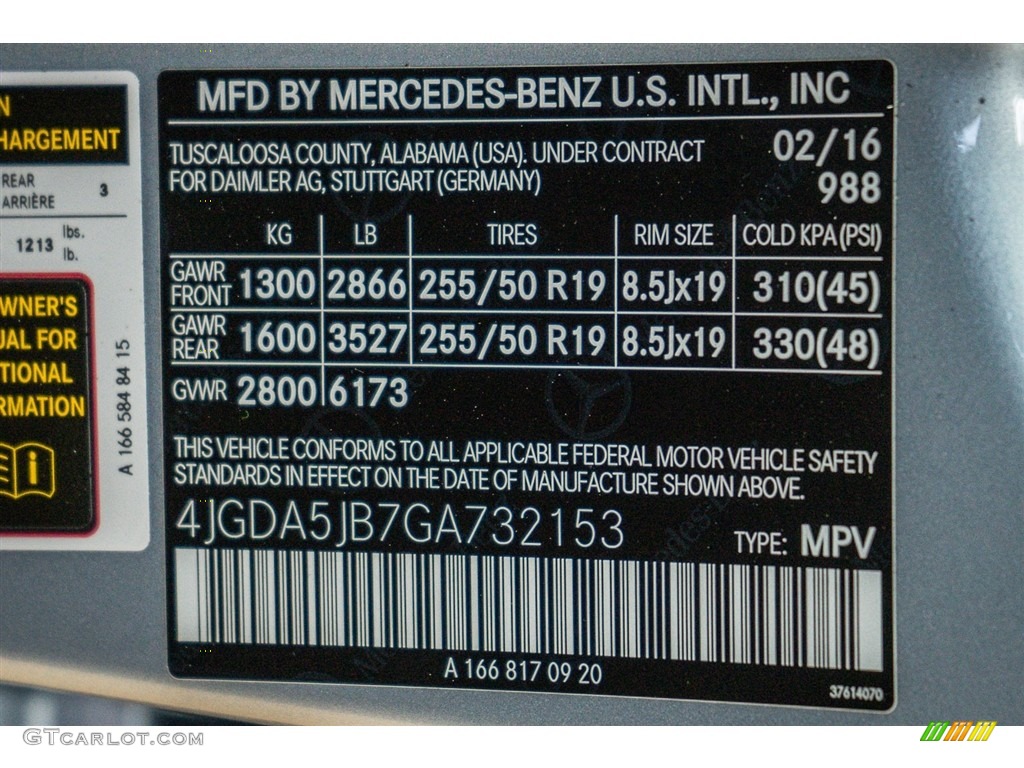 N
HARGEMENT
REAR
ARRIÈRE 3
1213 lbs.
lb.
WNER'S
UAL FOR
TIONAL
RMATION
A 166 584 84 15
MFD BY MERCEDES-BENZ U.S. INTL., INC
TUSCALOOSA COUNTY, ALABAMA (USA). UNDER CONTRACT 02/16
FOR DAIMLER AG, STUTTGART (GERMANY) 988
KG LB TIRES RIM SIZE COLD KPA (PSI)
GAWR FRONT 1300 2866 255/50 R19 8.5Jx19 310(45)
GAWR REAR 1600 3527 255/50 R19 8.5Jx19 330(48)
GVWR 2800 6173
THIS VEHICLE CONFORMS TO ALL APPLICABLE FEDERAL MOTOR VEHICLE SAFETY
STANDARDS IN EFFECT ON THE DATE OF MANUFACTURE SHOWN ABOVE.
4JGDA5JB7GA732153 TYPE: MPV
A 166 817 09 20
37614070
GTCARLOT.COM